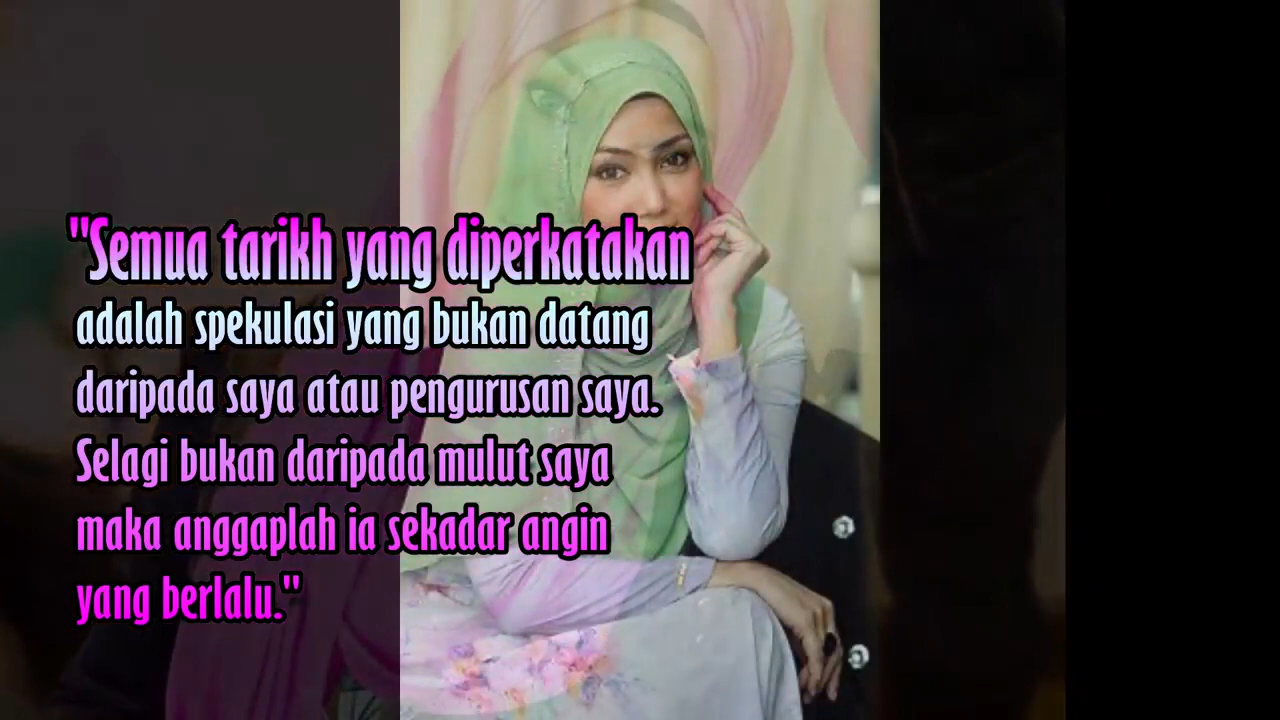 "Semua tarikh yang diperkatakan
adalah spekulasi yang bukan datang
daripada saya atau pengurusan saya.
Selagi bukan daripada mulut saya
maka anggaplah ia sekadar angin
yang berlalu."